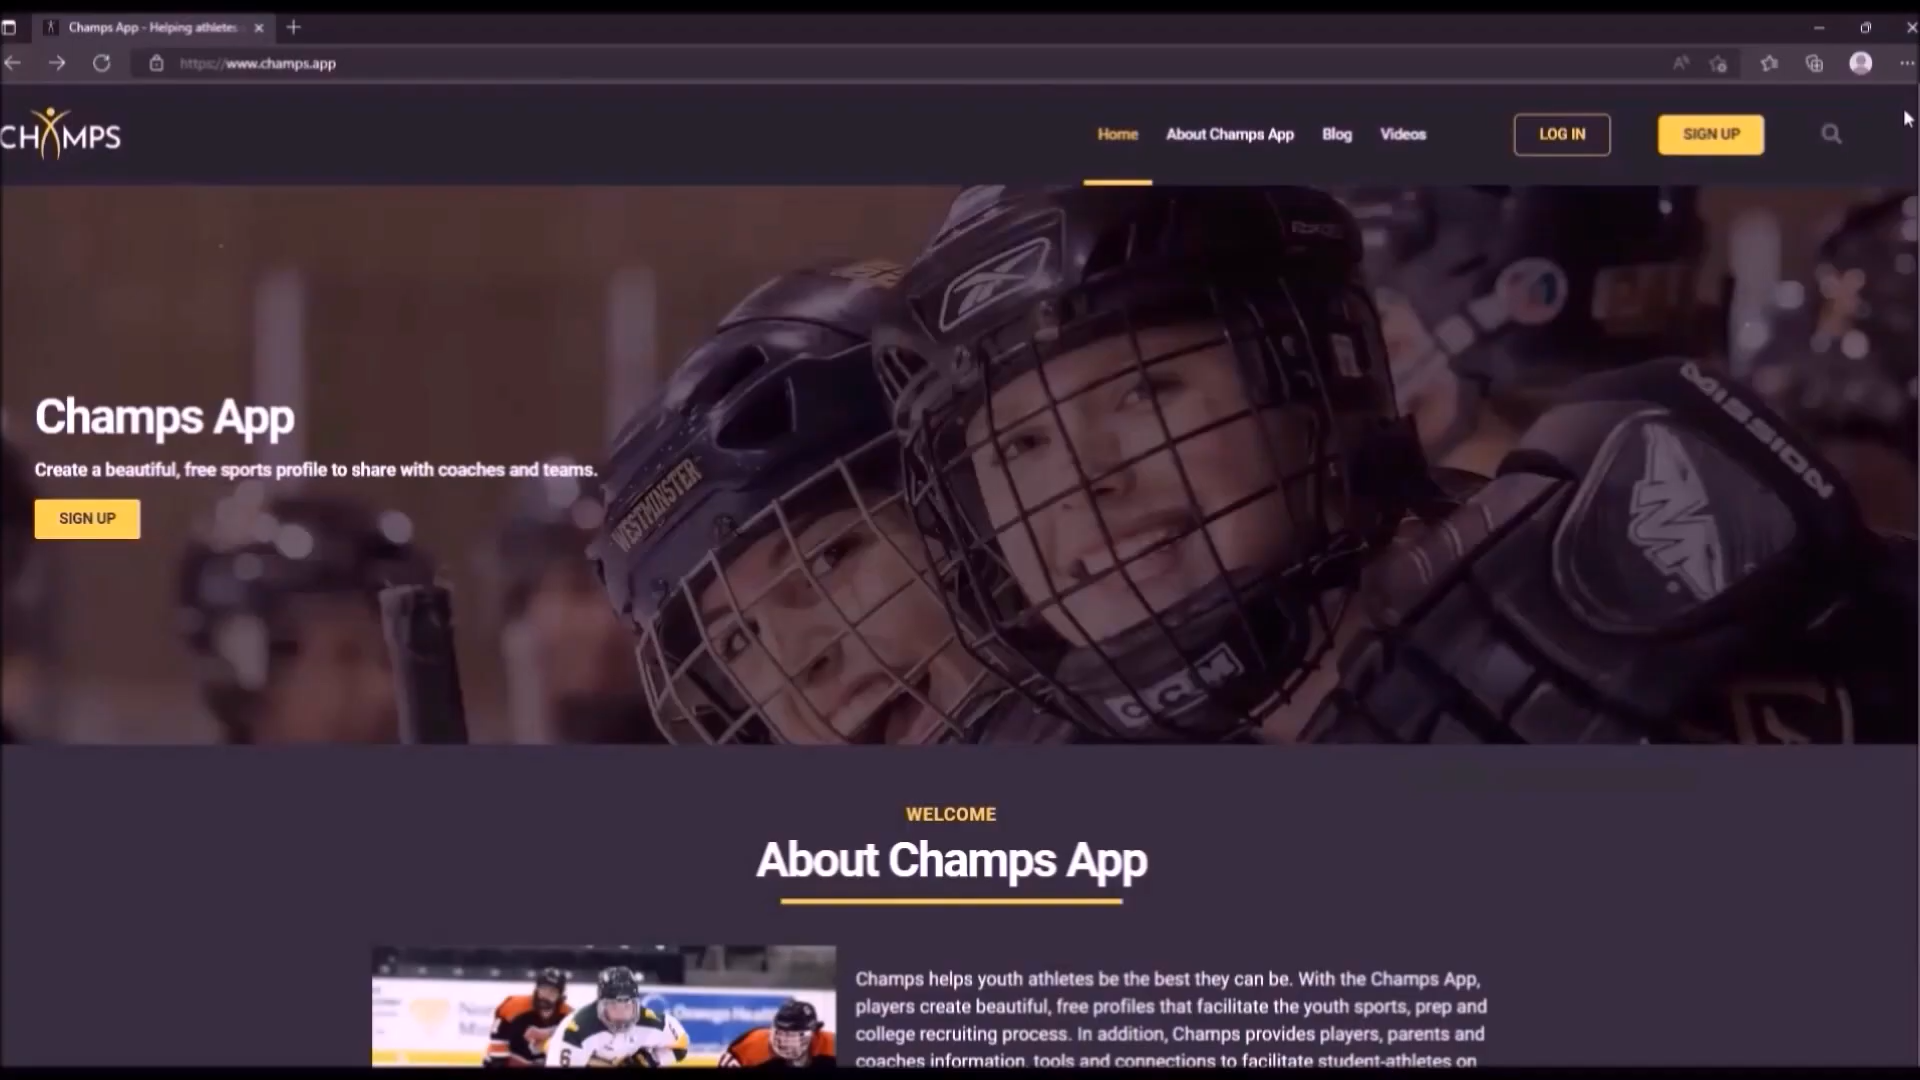 Champs App - Helping athletes
https://www.champs.app
CHAMPS
Home
About Champs App
Blog
Videos
LOG IN
SIGN UP
Champs App
Create a beautiful, free sports profile to share with coaches and teams.
SIGN UP
WESTMINSTER
CCM
MISSION
WELCOME
About Champs App
Champs helps youth athletes be the best they can be. With the Champs App,
players create beautiful, free profiles that facilitate the youth sports, prep and
college recruiting process. In addition, Champs provides players, parents and
coaches information, tools and connections to facilitate student-athletes on